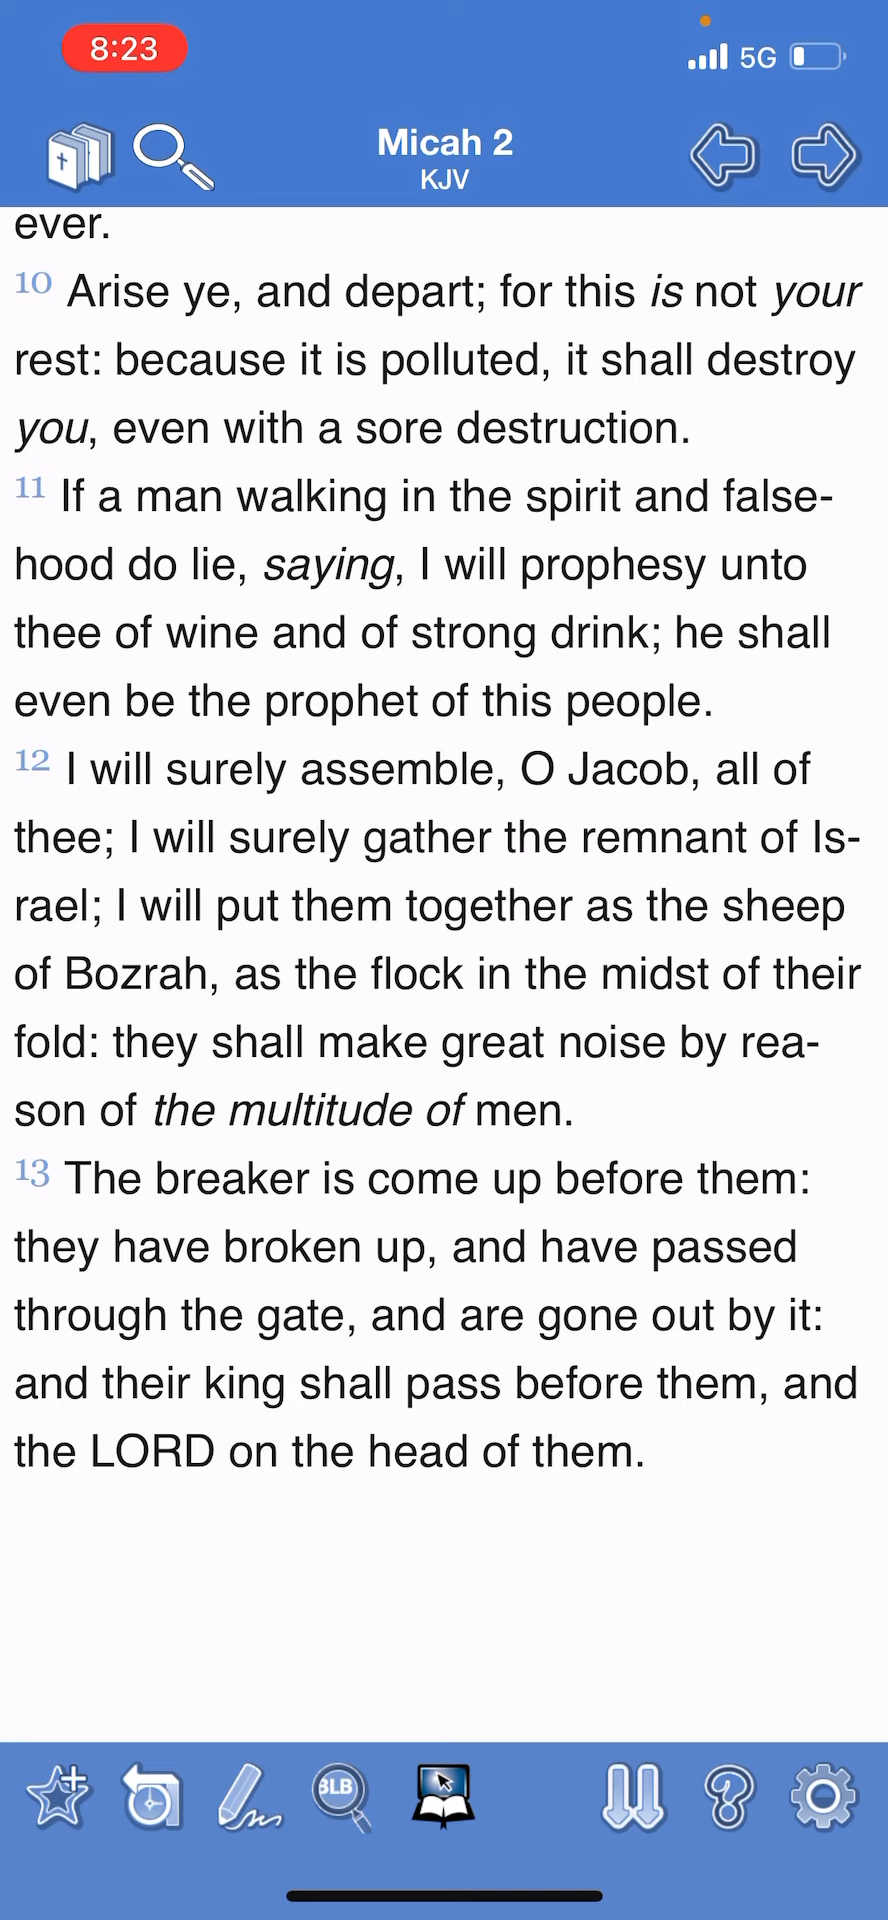 8:23
5G
Micah 2
KJV
ever.
10 Arise ye, and depart; for this is not your
rest: because it is polluted, it shall destroy
you, even with a sore destruction.
11 If a man walking in the spirit and false-
hood do lie, saying, I will prophesy unto
thee of wine and of strong drink; he shall
even be the prophet of this people.
12 I will surely assemble, O Jacob, all of
thee; I will surely gather the remnant of Is-
rael; I will put them together as the sheep
of Bozrah, as the flock in the midst of their
fold: they shall make great noise by rea-
son of the multitude of men.
13 The breaker is come up before them:
they have broken up, and have passed
through the gate, and are gone out by it:
and their king shall pass before them, and
the LORD on the head of them.
BLB